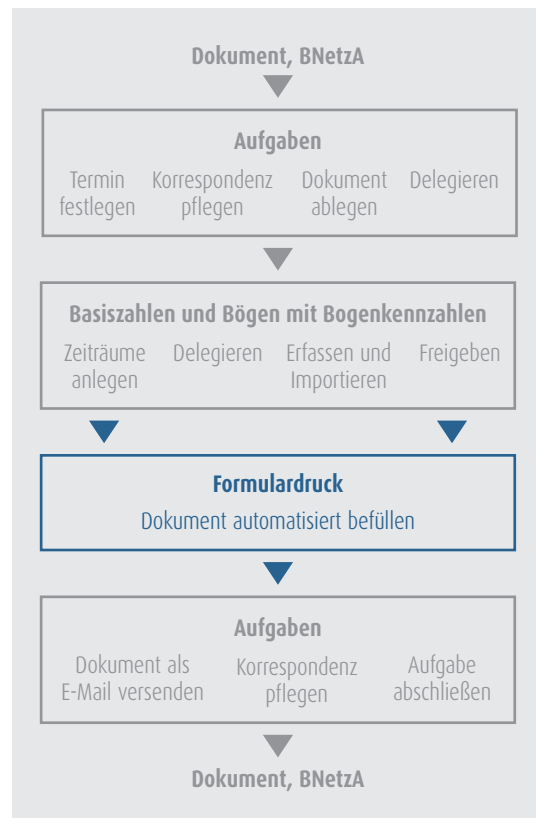 Dokument, BNetzA
Aufgaben
Termin festlegen
Korrespondenz pflegen
Dokument ablegen
Delegieren
Basiszahlen und Bögen mit Bogenkennzahlen
Zeiträume anlegen
Delegieren
Erfassen und Importieren
Freigeben
Formulardruck
Dokument automatisiert befüllen
Aufgaben
Dokument als E-Mail versenden
Korrespondenz pflegen
Aufgabe abschließen
Dokument, BNetzA